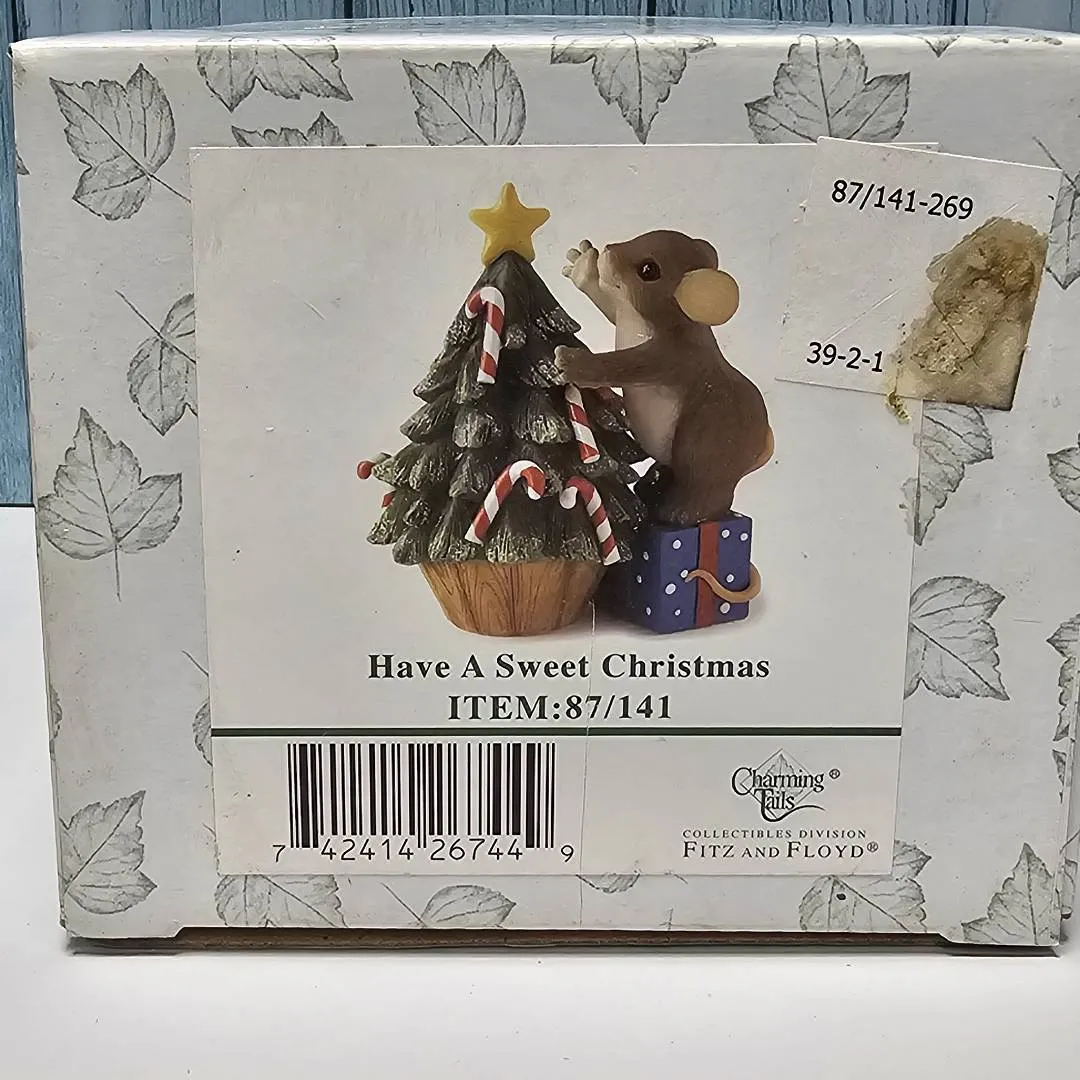 87/141-269
39-2-1
Have A Sweet Christmas
ITEM:87/141
7 42414 26744 9
Charming®
Tails
COLLECTIBLES DIVISION
FITZ AND FLOYD®